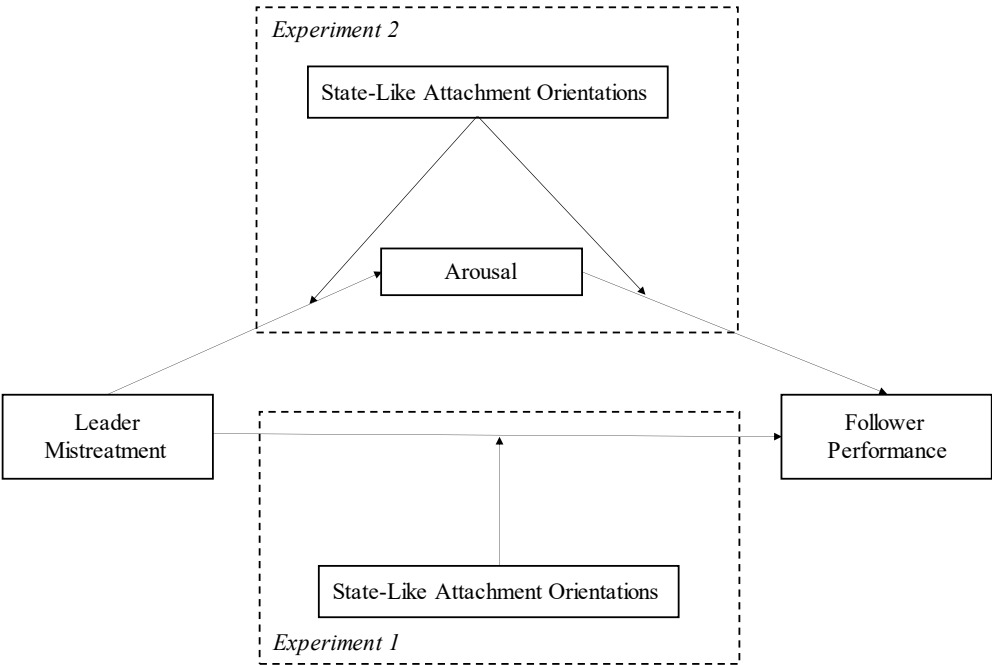 Experiment 2
State-Like Attachment Orientations
Arousal
Leader
Mistreatment
Follower
Performance
State-Like Attachment Orientations
Experiment 1